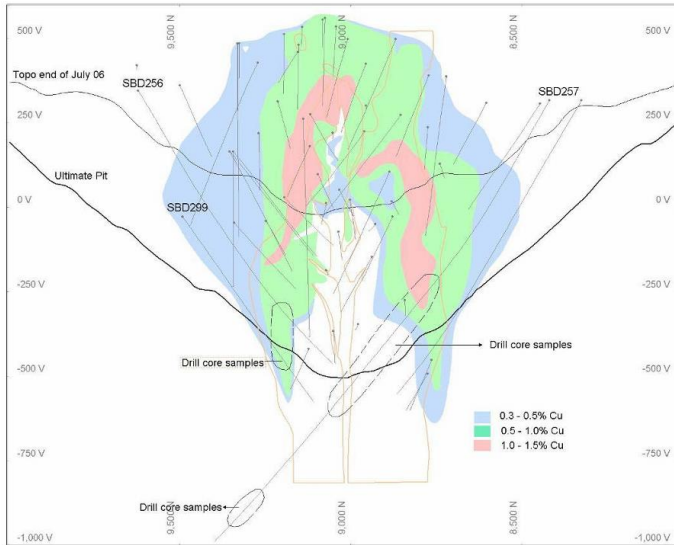 9,500 N
9,000 N
8,500 N
500 V
500 V
Topo end of July 06
SBD256
SBD257
250 V
250 V
Ultimate Pit
0 V
0 V
SBD299
-250 V
-250 V
Drill core samples
Drill core samples
-500 V
-500 V
0.3 - 0.5% Cu
0.5 - 1.0% Cu
1.0 - 1.5% Cu
-750 V
-750 V
Drill core samples
9,500 N
9,000 N
8,500 N
-1,000 V
-1,000 V